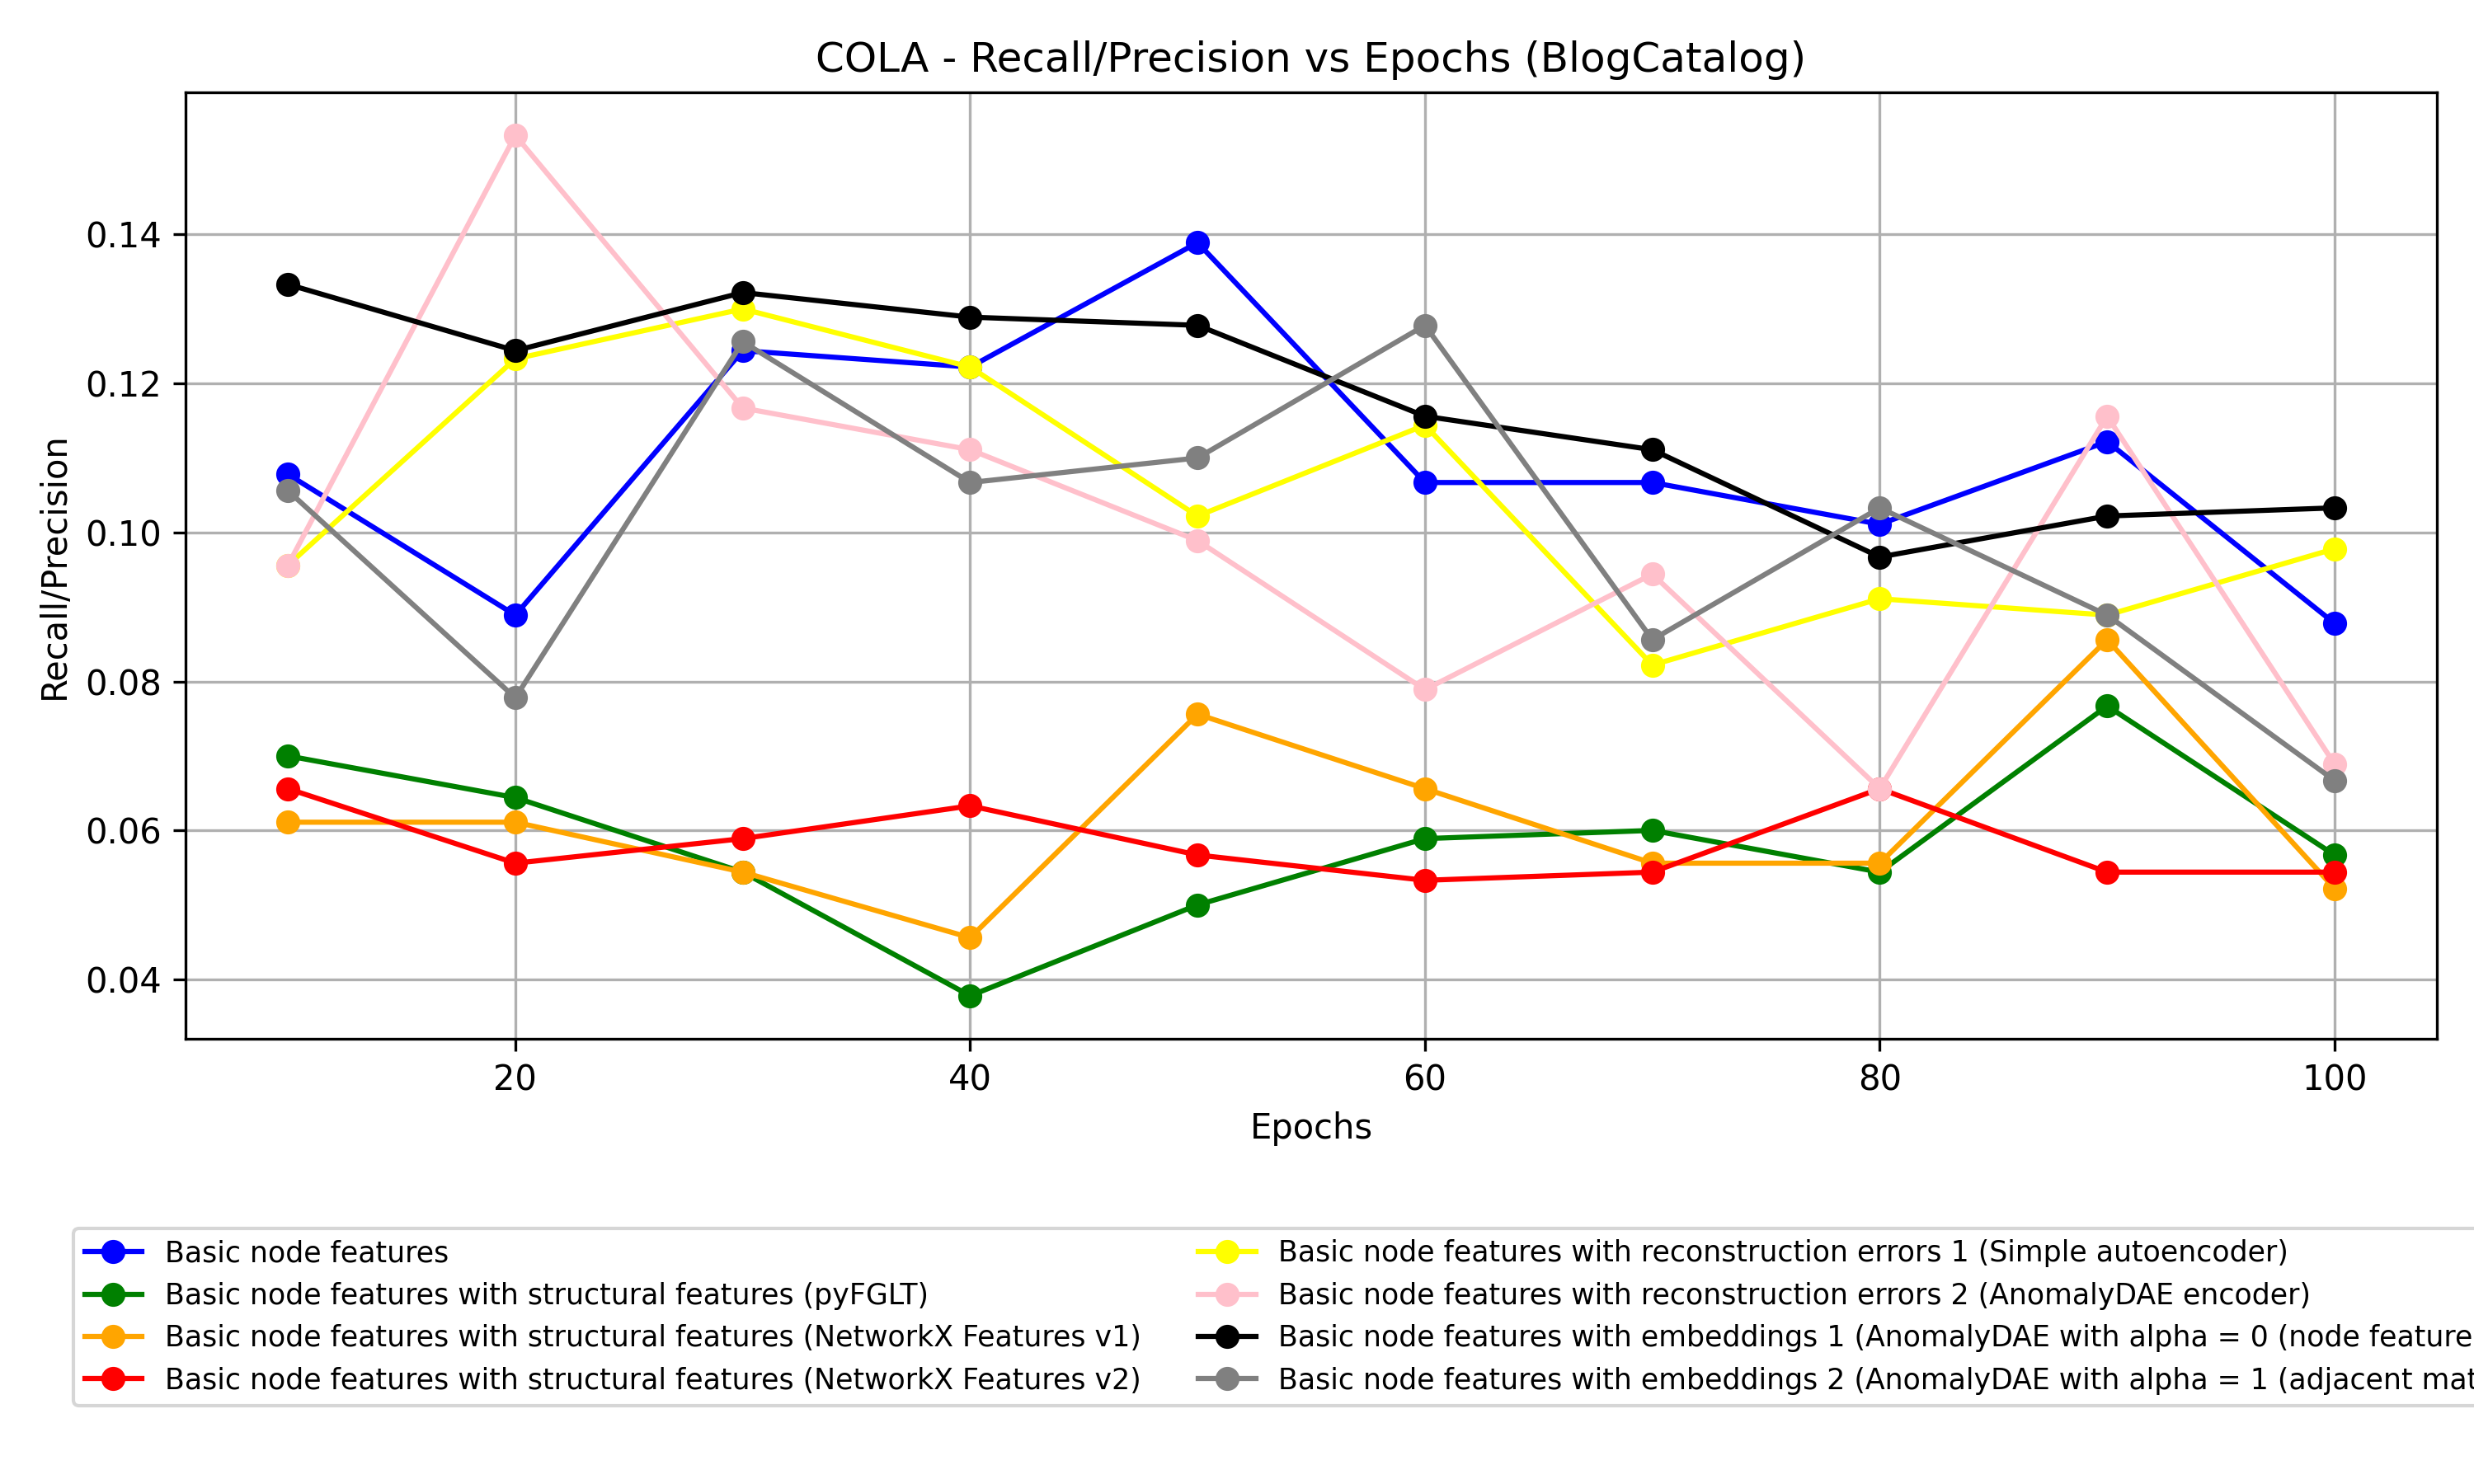 COLA - Recall/Precision vs Epochs (BlogCatalog)
Recall/Precision
0.14
0.12
0.10
0.08
0.06
0.04
20 40 60 80 100
Epochs
Basic node features
Basic node features with structural features (pyFGLT)
Basic node features with structural features (NetworkX Features v1)
Basic node features with structural features (NetworkX Features v2)
Basic node features with reconstruction errors 1 (Simple autoencoder)
Basic node features with reconstruction errors 2 (AnomalyDAE encoder)
Basic node features with embeddings 1 (AnomalyDAE with alpha = 0 (node feature
Basic node features with embeddings 2 (AnomalyDAE with alpha = 1 (adjacent mat